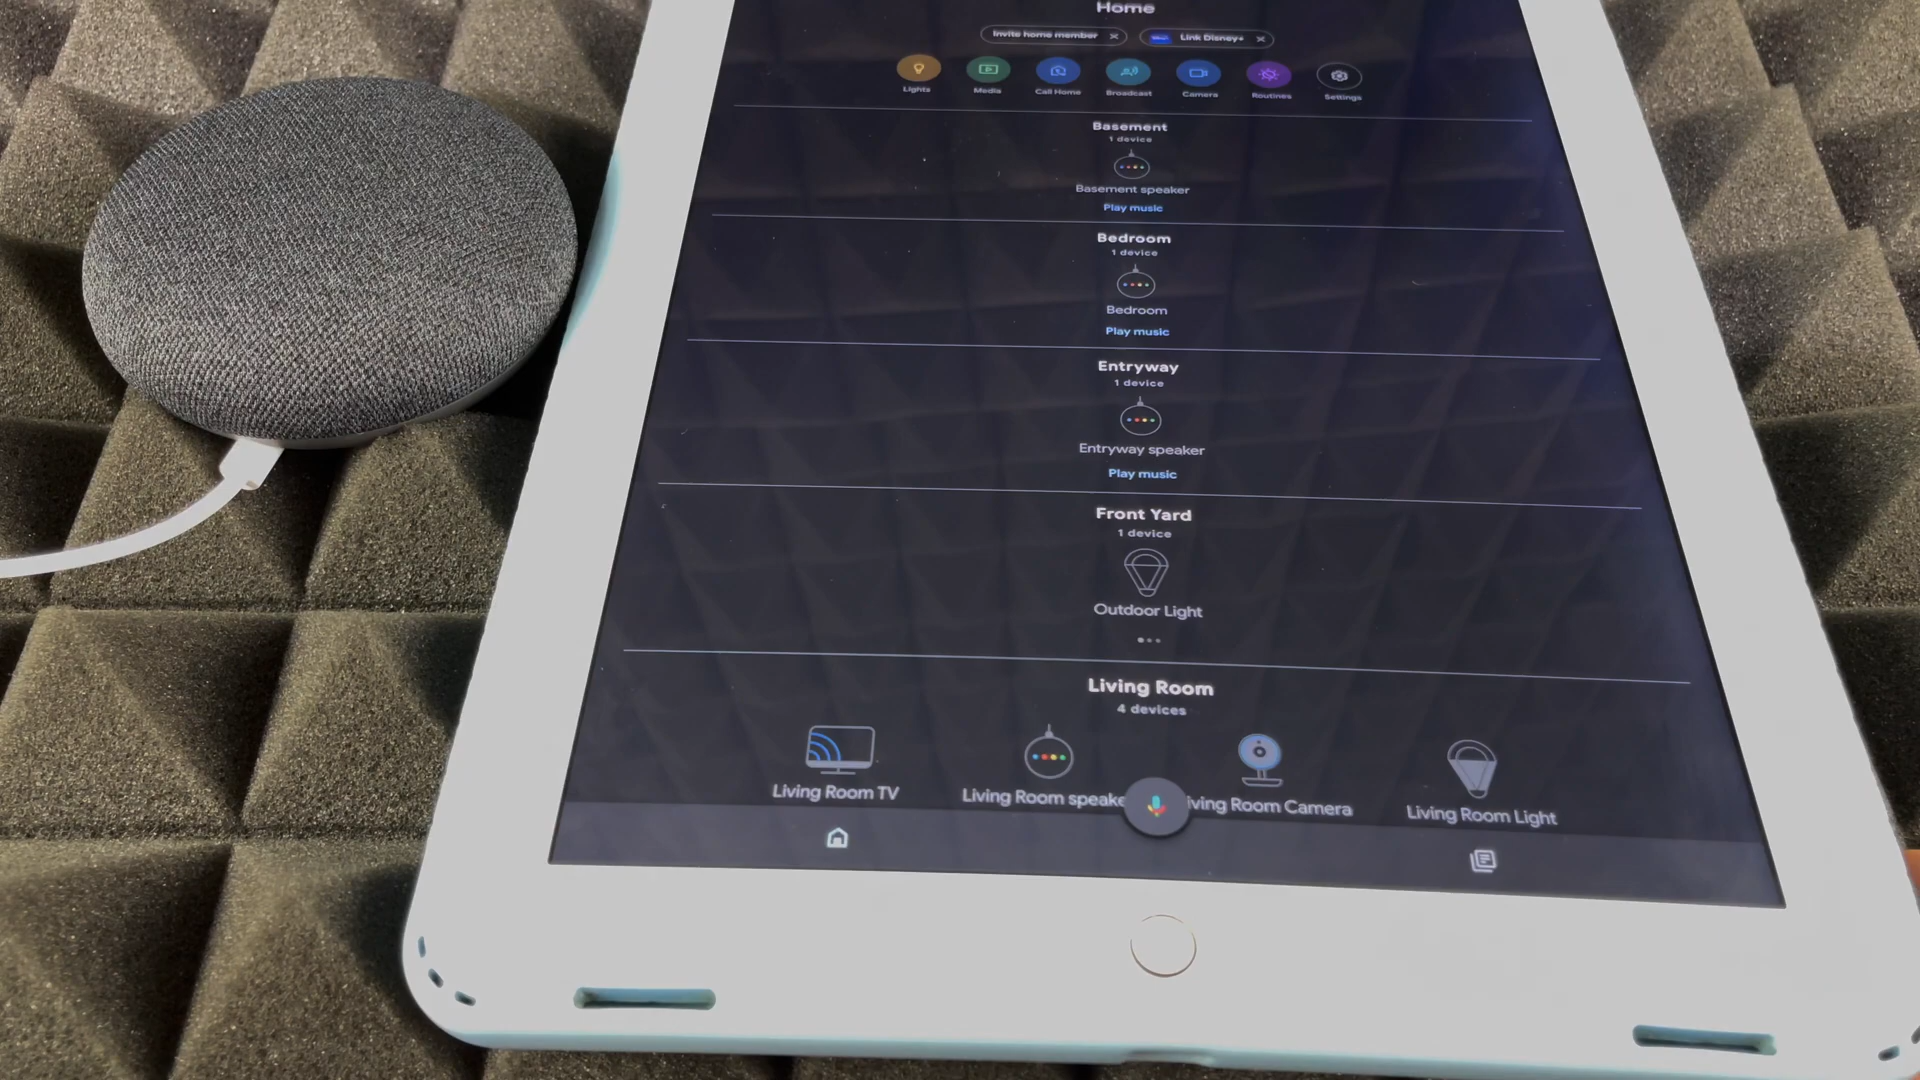 Home
Invite home member ×
Link Disney+ ×
Lights Media Call Home Broadcast Camera Routines Settings
Basement
1 device
Basement speaker
Play music
Bedroom
1 device
Bedroom
Play music
Entryway
1 device
Entryway speaker
Play music
Front Yard
1 device
Outdoor Light
Living Room
4 devices
Living Room TV
Living Room speake
iving Room Camera
Living Room Light